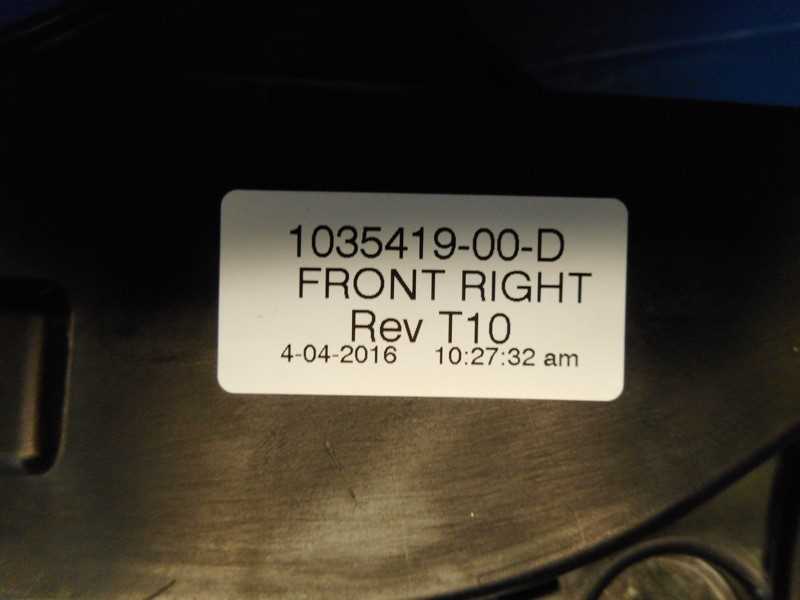 1035419-00-D
FRONT RIGHT
Rev T10
4-04-2016 10:27:32 am